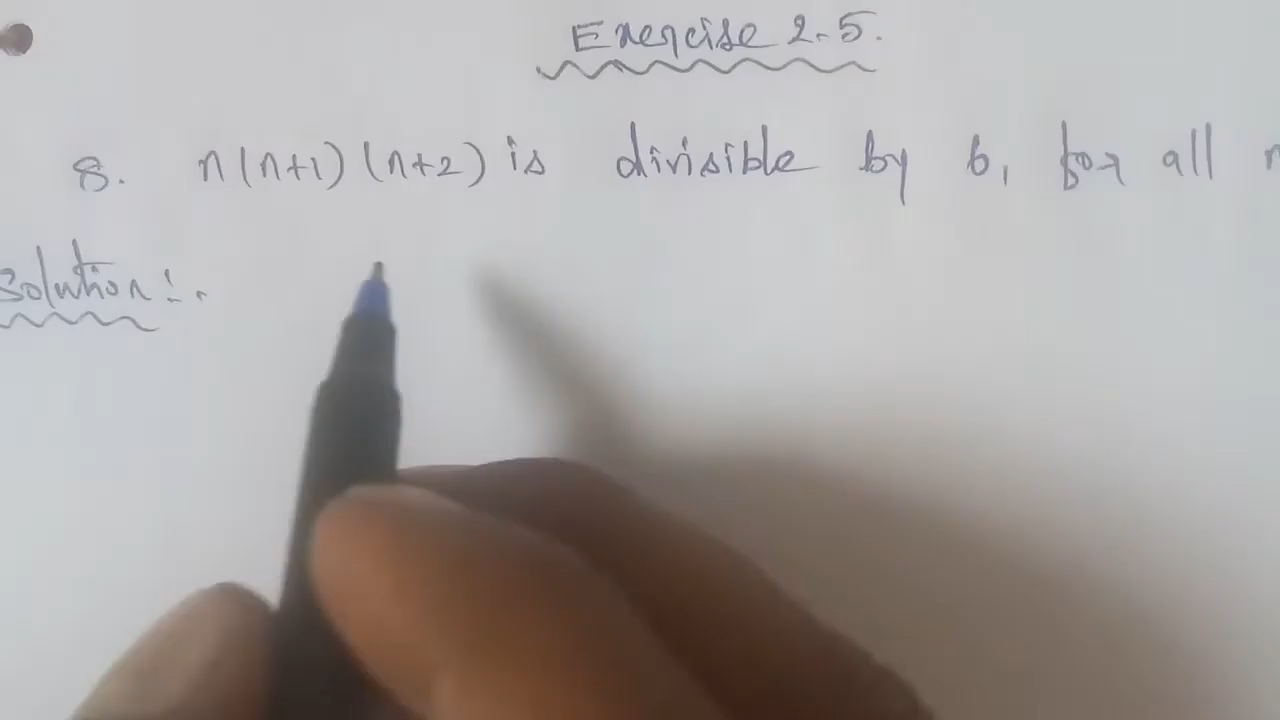 Exercise 2.5.
8. n(n+1)(n+2) is divisible by 6, for all n
Solution:.